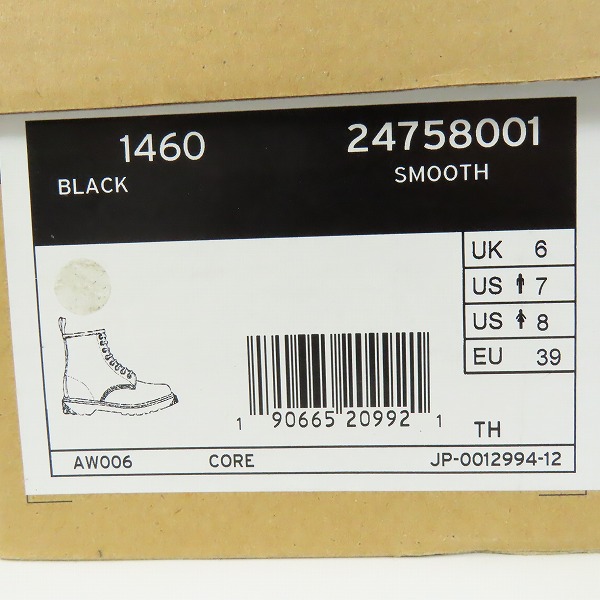 1460 24758001
BLACK SMOOTH
UK 6
US 7
US 8
EU 39
1 90665 20992 1
TH
AW006 CORE JP-0012994-12